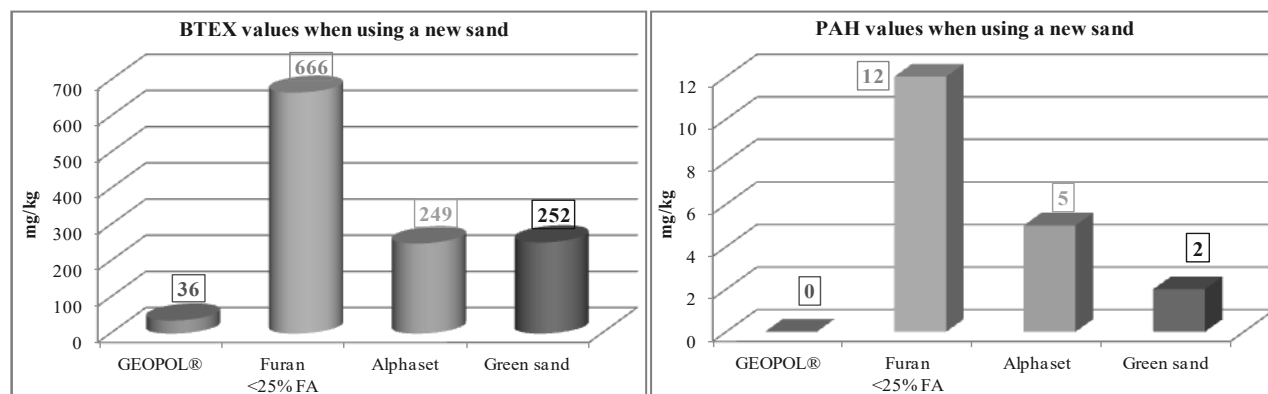 BTEX values when using a new sand
mg/kg
700
600
500
400
300
200
100
0
36
666
249
252
GEOPOL®
Furan
<25% FA
Alphaset
Green sand
PAH values when using a new sand
mg/kg
12
10
8
6
4
2
0
0
12
5
2
GEOPOL®
Furan
<25% FA
Alphaset
Green sand